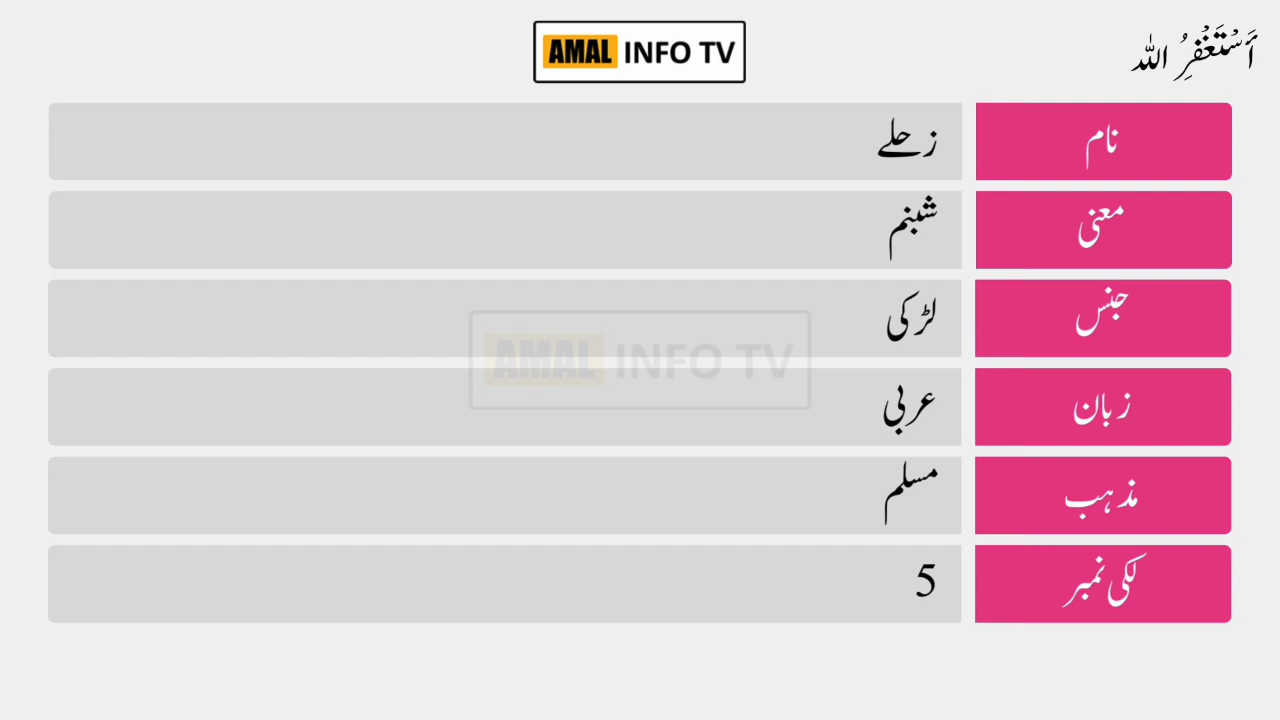 AMAL INFO TV
أَسْتَغْفِرُ اللہ
نام زحلے
معنی شبنم
جنس لڑکی
زبان عربی
مذہب مسلم
لکی نمبر 5
AMAL INFO TV